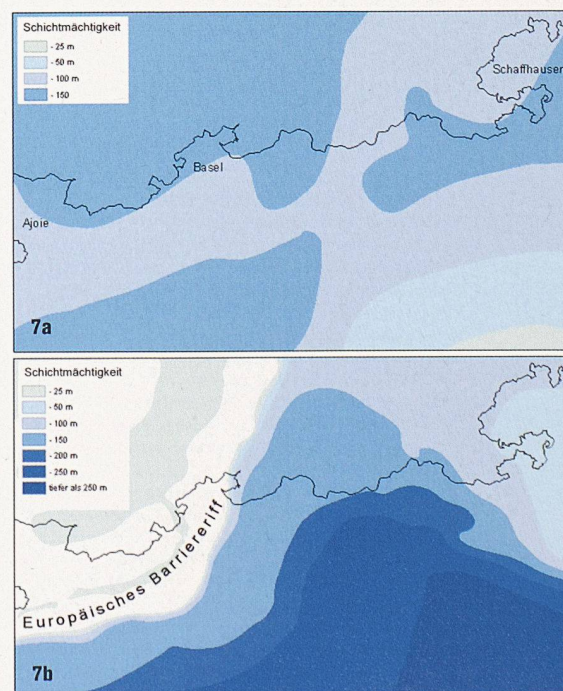 Schichtmächtigkeit
- 25 m
- 50 m
- 100 m
- 150
Schaffhausen
Basel
Ajoie
7a
Schichtmächtigkeit
- 25 m
- 50 m
- 100 m
- 150
- 200 m
- 250 m
tiefer als 250 m
Europäisches Barriereriff
7b